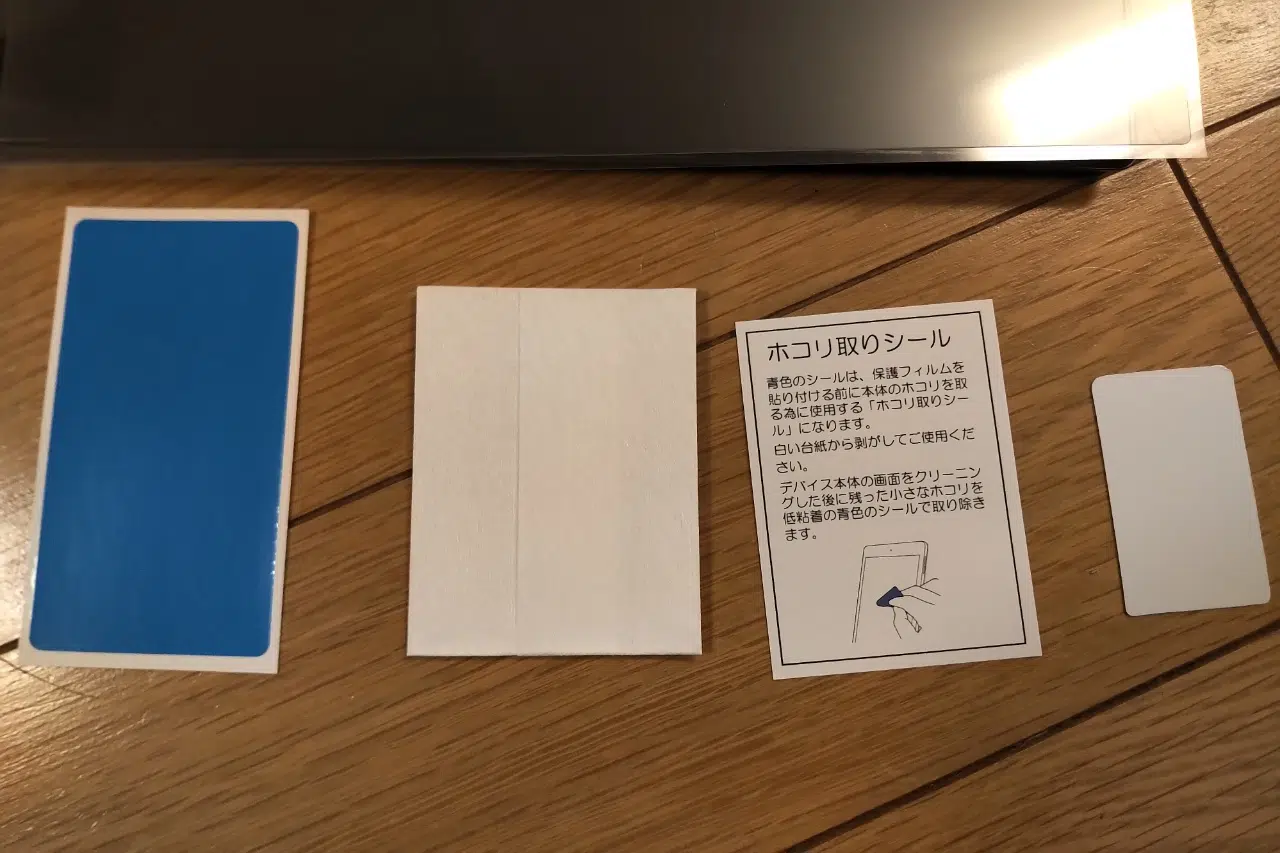 ホコリ取りシール
青色のシールは、保護フィルムを
貼り付ける前に本体のホコリを取
る為に使用する「ホコリ取りシー
ル」になります。
白い台紙から剥がしてご使用くだ
さい。
デバイス本体の画面をクリーニン
グした後に残った小さなホコリを
低粘着の青色のシールで取り除き
ます。